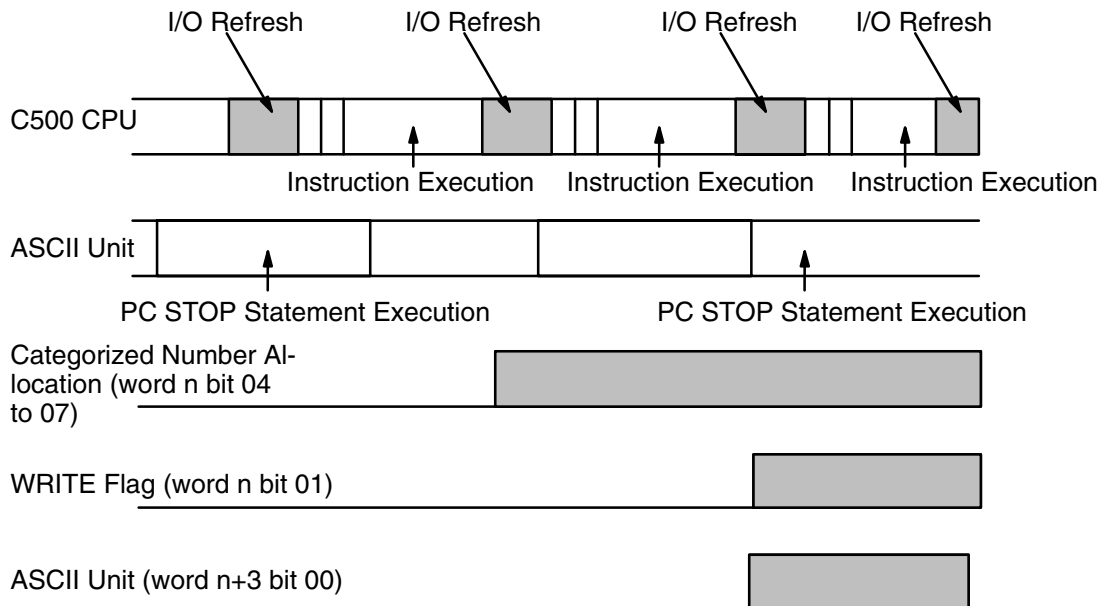 I/O Refresh I/O Refresh I/O Refresh I/O Refresh
C500 CPU
Instruction Execution Instruction Execution Instruction Execution
ASCII Unit
PC STOP Statement Execution PC STOP Statement Execution
Categorized Number Al-
location (word n bit 04
to 07)
WRITE Flag (word n bit 01)
ASCII Unit (word n+3 bit 00)